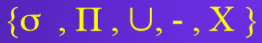 {σ , Π , ∪, - , X }